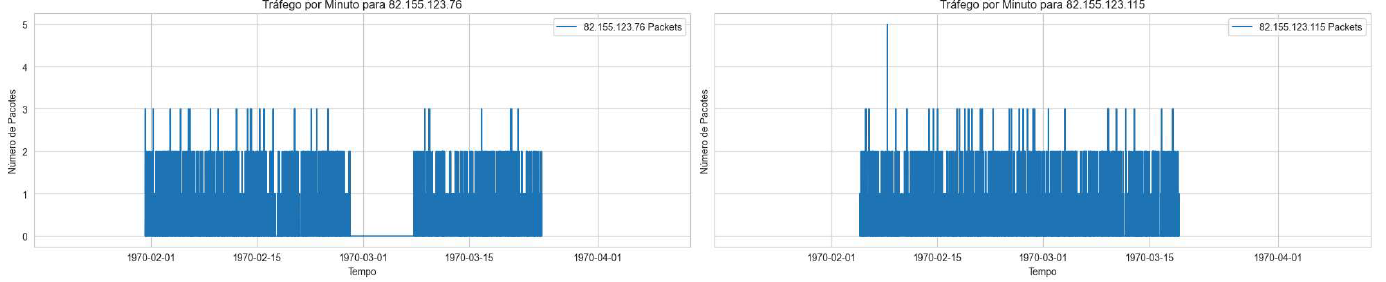 Tráfego por Minuto para 82.155.123.76
82.155.123.76 Packets
Número de Pacotes
5
4
3
2
1
0
1970-02-01
1970-02-15
1970-03-01
1970-03-15
1970-04-01
Tempo
Tráfego por Minuto para 82.155.123.115
82.155.123.115 Packets
Número de Pacotes
1970-02-01
1970-02-15
1970-03-01
1970-03-15
1970-04-01
Tempo